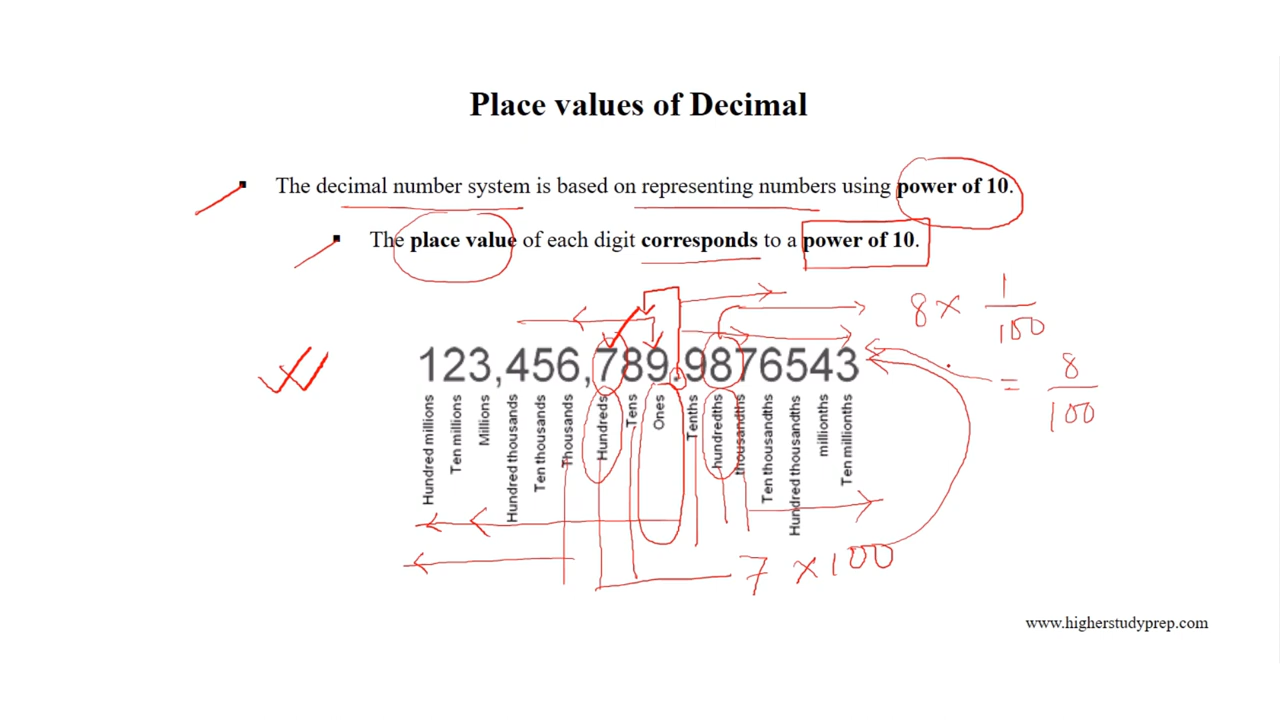 Place values of Decimal
▪ The decimal number system is based on representing numbers using power of 10.
▪ The place value of each digit corresponds to a power of 10.
8 × 1/100
123,456,789.9876543
= 8/100
Hundred millions
Ten millions
Millions
Hundred thousands
Ten thousands
Thousands
Hundreds
Tens
Ones
Tenths
hundredths
thousandths
Ten thousandths
Hundred thousandths
millionths
Ten millionths
7 × 100
www.higherstudyprep.com